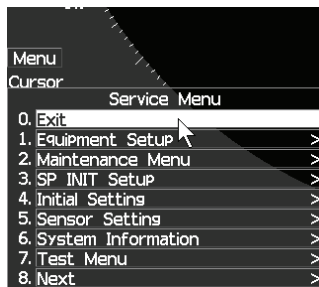 Menu
Cursor
Service Menu
0. Exit
1. Equipment Setup >
2. Maintenance Menu >
3. SP INIT Setup >
4. Initial Setting >
5. Sensor Setting >
6. System Information >
7. Test Menu >
8. Next >